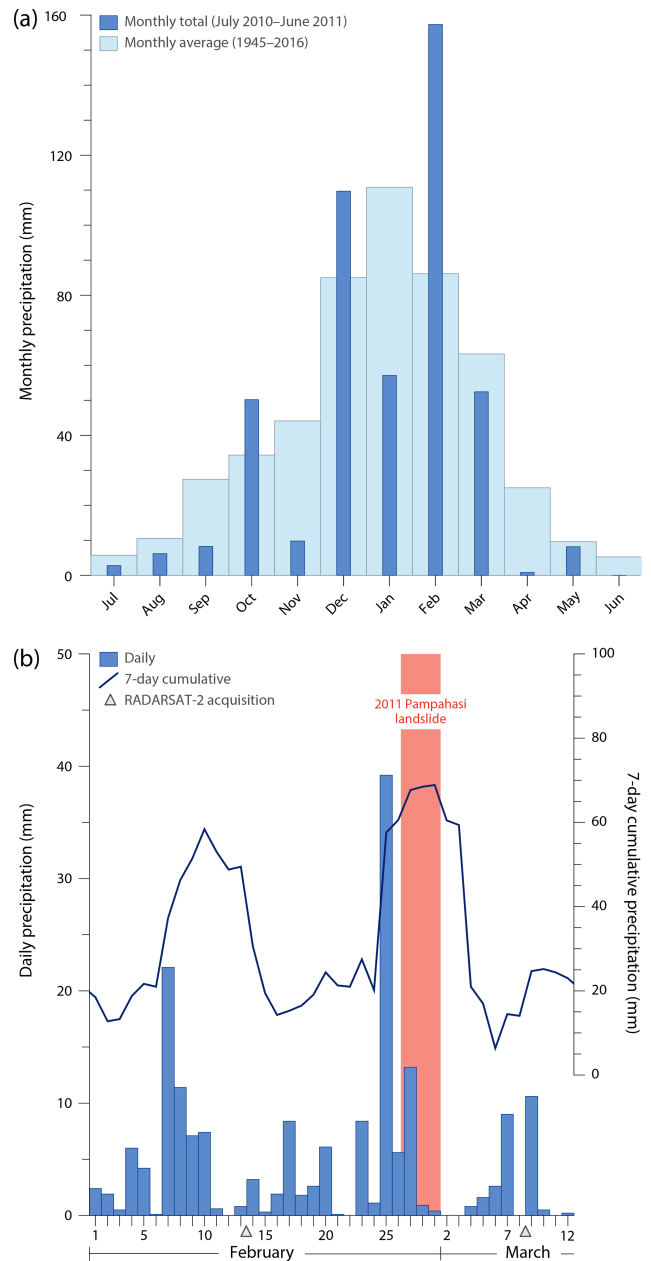 (a)
160
Monthly total (July 2010–June 2011)
Monthly average (1945–2016)
120
80
40
0
Monthly precipitation (mm)
Jul Aug Sep Oct Nov Dec Jan Feb Mar Apr May Jun
(b)
50
100
Daily
7-day cumulative
RADARSAT-2 acquisition
2011 Pampahasi
landslide
80
40
60
30
40
20
20
0
10
0
Daily precipitation (mm)
7-day cumulative precipitation (mm)
1 5 10 15 20 25 2 7 12
February March